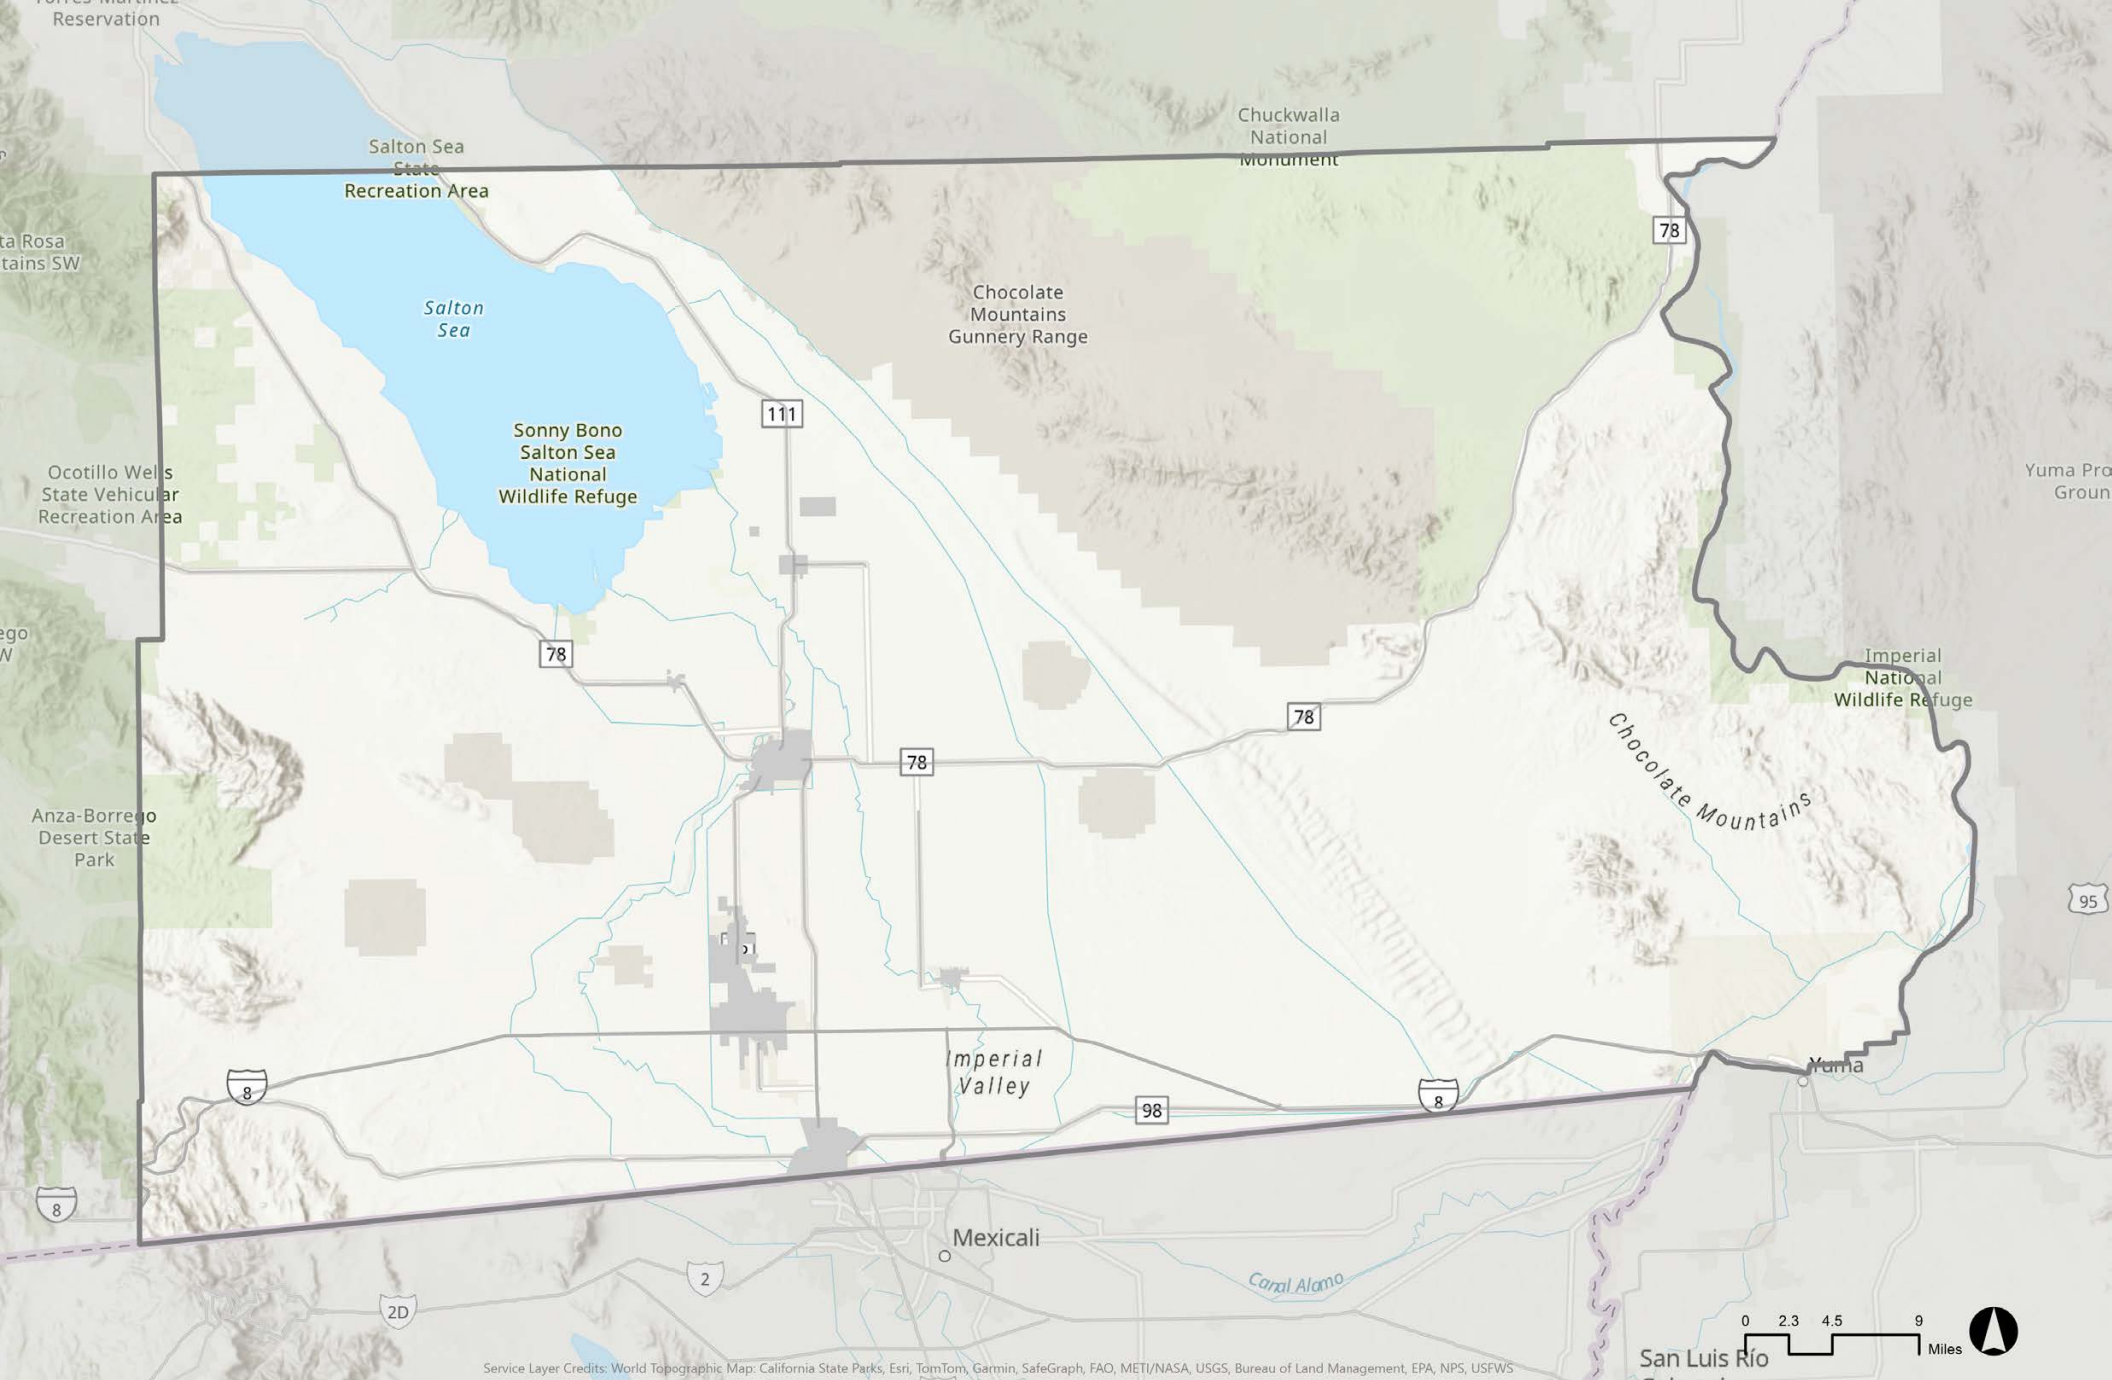 Reservation
Salton Sea
State
Recreation Area
Chuckwalla
National
Monument
78
ta Rosa
tains SW
Salton
Sea
Chocolate
Mountains
Gunnery Range
111
Sonny Bono
Salton Sea
National
Wildlife Refuge
Ocotillo Wells
State Vehicular
Recreation Area
Yuma Pro
Groun
ego
W
78
Imperial
National
Wildlife Refuge
78
78
Chocolate Mountains
Anza-Borrego
Desert State
Park
95
Imperial
Valley
8
8
98
Yuma
8
Mexicali
2
Canal Alamo
2D
0 2.3 4.5 9
Miles
San Luis Río
Service Layer Credits: World Topographic Map: California State Parks, Esri, TomTom, Garmin, SafeGraph, FAO, METI/NASA, USGS, Bureau of Land Management, EPA, NPS, USFWS